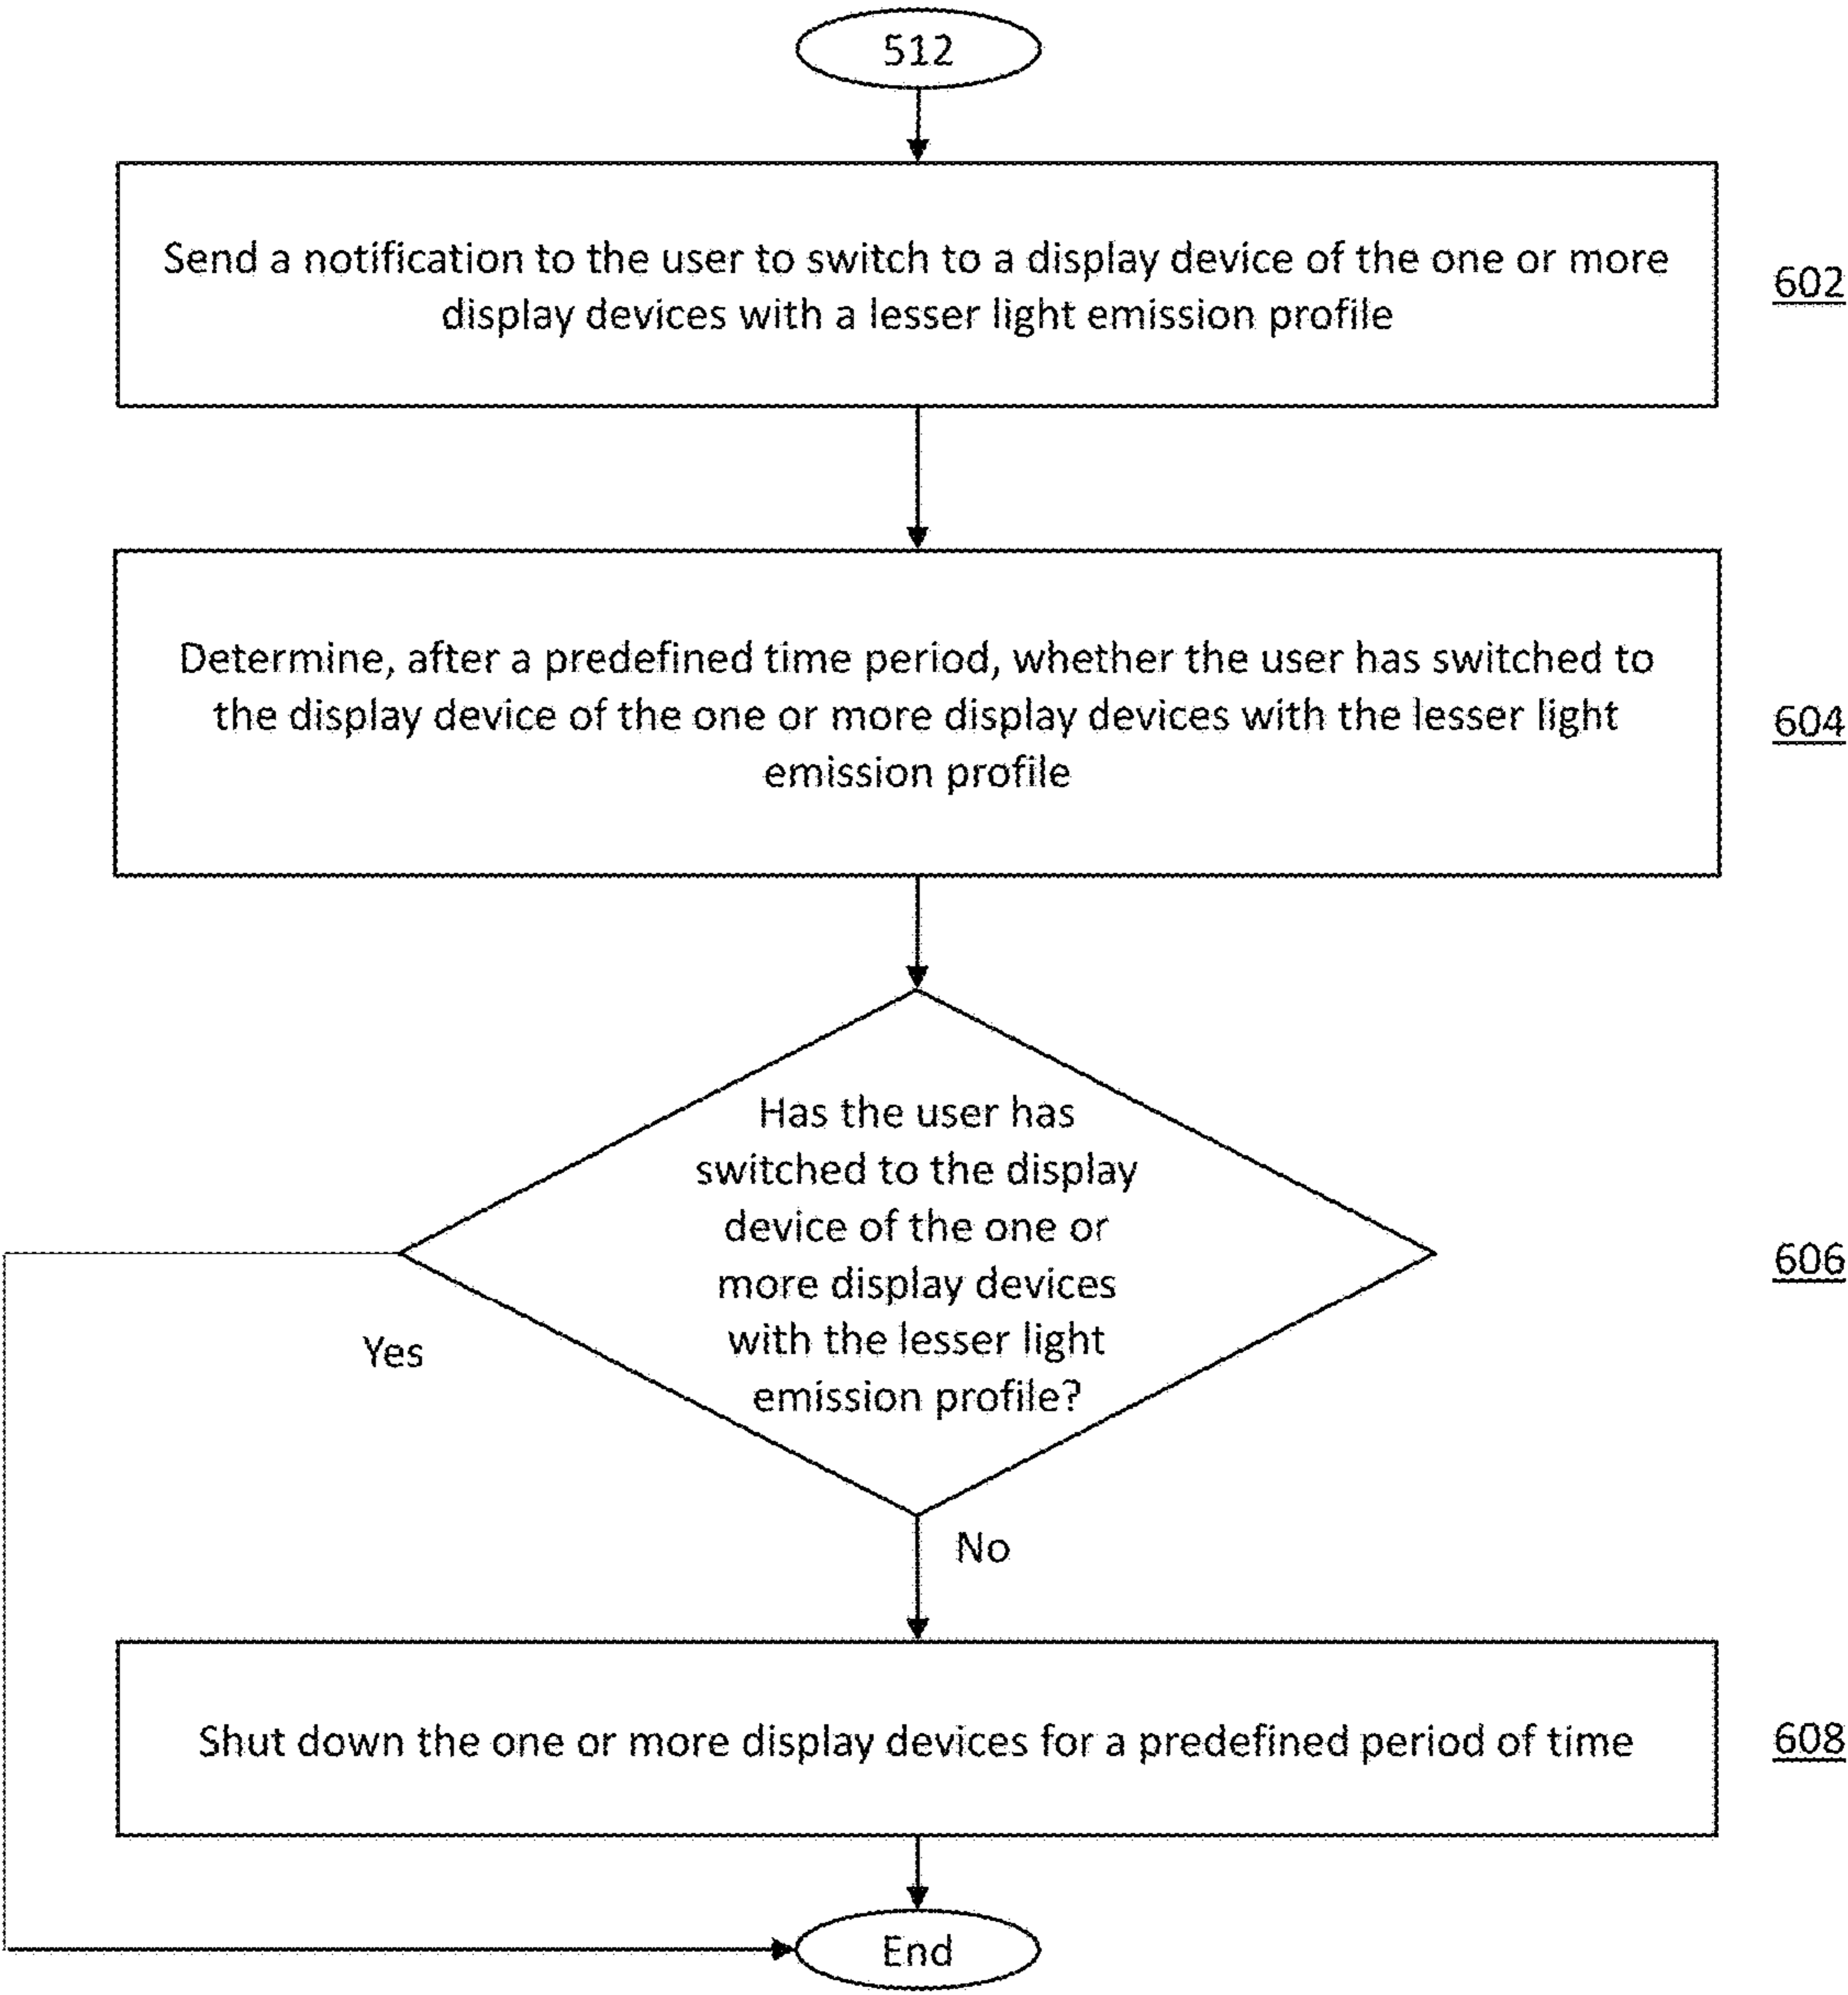 512
Send a notification to the user to switch to a display device of the one or more
display devices with a lesser light emission profile
602
Determine, after a predefined time period, whether the user has switched to
the display device of the one or more display devices with the lesser light
emission profile
604
Has the user has
switched to the display
device of the one or
more display devices
with the lesser light
emission profile?
606
Yes
No
Shut down the one or more display devices for a predefined period of time
608
End